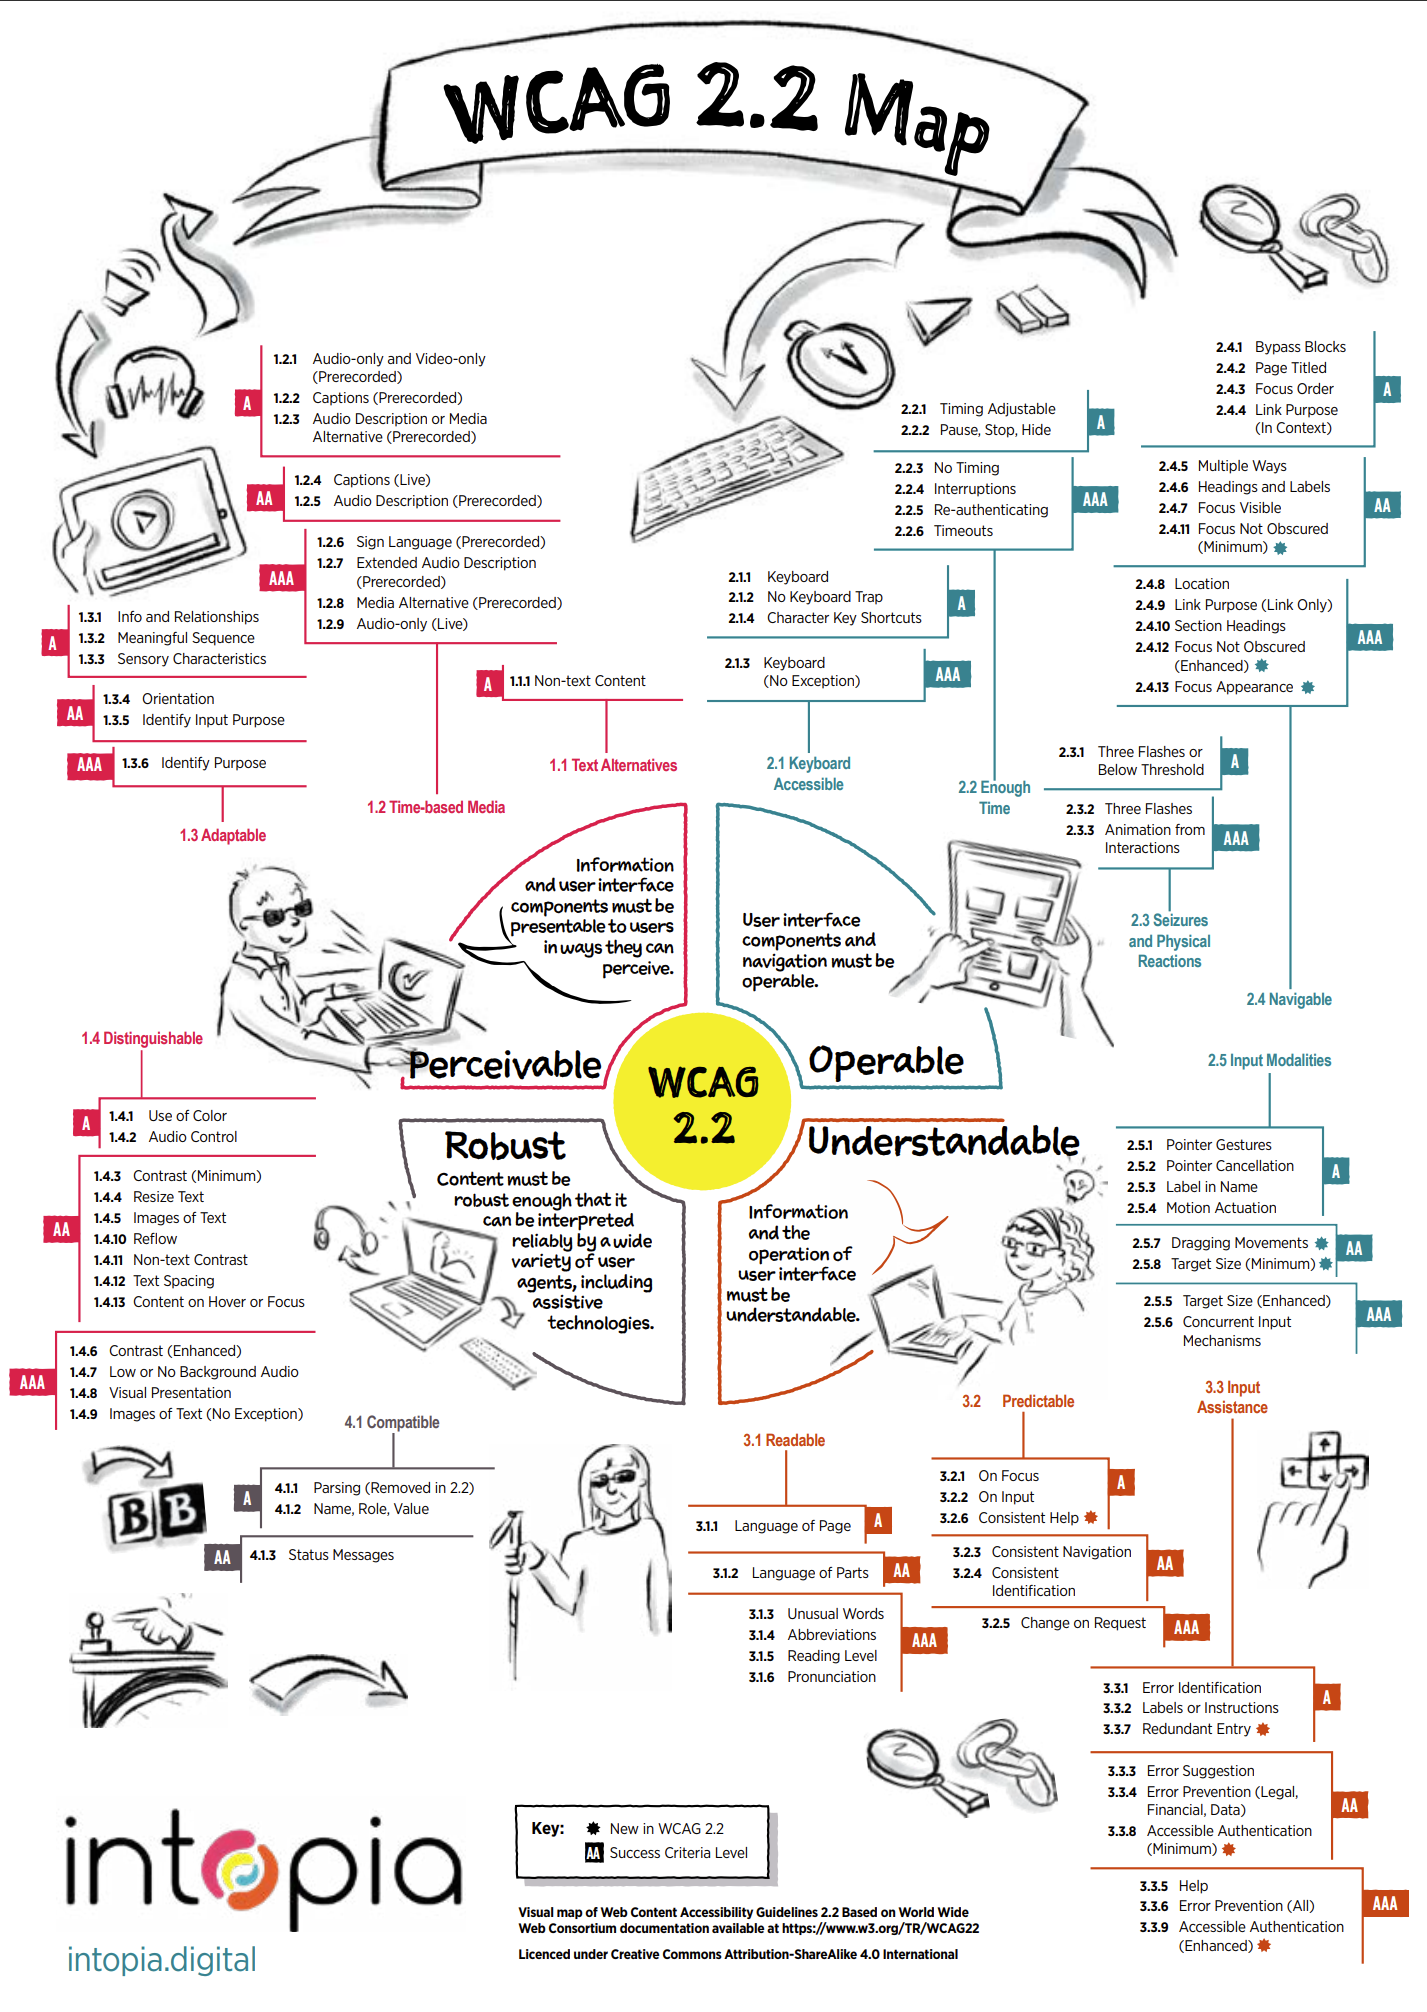 WCAG 2.2 Map
1.2.1 Audio-only and Video-only
(Prerecorded)
1.2.2 Captions (Prerecorded)
1.2.3 Audio Description or Media
Alternative (Prerecorded)
A
1.2.4 Captions (Live)
1.2.5 Audio Description (Prerecorded)
AA
1.2.6 Sign Language (Prerecorded)
1.2.7 Extended Audio Description
(Prerecorded)
1.2.8 Media Alternative (Prerecorded)
1.2.9 Audio-only (Live)
AAA
1.2 Time-based Media
1.3.1 Info and Relationships
1.3.2 Meaningful Sequence
1.3.3 Sensory Characteristics
A
1.3.4 Orientation
1.3.5 Identify Input Purpose
AA
1.3.6 Identify Purpose
AAA
1.3 Adaptable
A
1.1.1 Non-text Content
1.1 Text Alternatives
2.1.1 Keyboard
2.1.2 No Keyboard Trap
2.1.4 Character Key Shortcuts
A
2.1.3 Keyboard
(No Exception)
AAA
2.1 Keyboard
Accessible
2.2.1 Timing Adjustable
2.2.2 Pause, Stop, Hide
A
2.2.3 No Timing
2.2.4 Interruptions
2.2.5 Re-authenticating
2.2.6 Timeouts
AAA
2.2 Enough
Time
2.4.1 Bypass Blocks
2.4.2 Page Titled
2.4.3 Focus Order
2.4.4 Link Purpose
(In Context)
A
2.4.5 Multiple Ways
2.4.6 Headings and Labels
2.4.7 Focus Visible
2.4.11 Focus Not Obscured
(Minimum)
AA
2.4.8 Location
2.4.9 Link Purpose (Link Only)
2.4.10 Section Headings
2.4.12 Focus Not Obscured
(Enhanced)
2.4.13 Focus Appearance
AAA
2.3.1 Three Flashes or
Below Threshold
A
2.3.2 Three Flashes
2.3.3 Animation from
Interactions
AAA
2.3 Seizures
and Physical
Reactions
2.4 Navigable
Information
and user interface
components must be
presentable to users
in ways they can
perceive.
Perceivable
User interface
components and
navigation must be
operable.
Operable
WCAG
2.2
Robust
Content must be
robust enough that it
can be interpreted
reliably by a wide
variety of user
agents, including
assistive
technologies.
Understandable
Information
and the
operation of
user interface
must be
understandable.
1.4 Distinguishable
1.4.1 Use of Color
1.4.2 Audio Control
A
1.4.3 Contrast (Minimum)
1.4.4 Resize Text
1.4.5 Images of Text
1.4.10 Reflow
1.4.11 Non-text Contrast
1.4.12 Text Spacing
1.4.13 Content on Hover or Focus
AA
1.4.6 Contrast (Enhanced)
1.4.7 Low or No Background Audio
1.4.8 Visual Presentation
1.4.9 Images of Text (No Exception)
AAA
2.5 Input Modalities
2.5.1 Pointer Gestures
2.5.2 Pointer Cancellation
2.5.3 Label in Name
2.5.4 Motion Actuation
A
2.5.7 Dragging Movements
2.5.8 Target Size (Minimum)
AA
2.5.5 Target Size (Enhanced)
2.5.6 Concurrent Input
Mechanisms
AAA
4.1 Compatible
4.1.1 Parsing (Removed in 2.2)
4.1.2 Name, Role, Value
A
4.1.3 Status Messages
AA
B B
3.1 Readable
3.1.1 Language of Page
A
3.1.2 Language of Parts
AA
3.1.3 Unusual Words
3.1.4 Abbreviations
3.1.5 Reading Level
3.1.6 Pronunciation
AAA
3.2 Predictable
3.2.1 On Focus
3.2.2 On Input
3.2.6 Consistent Help
A
3.2.3 Consistent Navigation
3.2.4 Consistent
Identification
AA
3.2.5 Change on Request
AAA
3.3 Input
Assistance
3.3.1 Error Identification
3.3.2 Labels or Instructions
3.3.7 Redundant Entry
A
3.3.3 Error Suggestion
3.3.4 Error Prevention (Legal,
Financial, Data)
3.3.8 Accessible Authentication
(Minimum)
AA
3.3.5 Help
3.3.6 Error Prevention (All)
3.3.9 Accessible Authentication
(Enhanced)
AAA
intopia
intopia.digital
Key: New in WCAG 2.2
AA Success Criteria Level
Visual map of Web Content Accessibility Guidelines 2.2 Based on World Wide
Web Consortium documentation available at https://www.w3.org/TR/WCAG22
Licenced under Creative Commons Attribution-ShareAlike 4.0 International